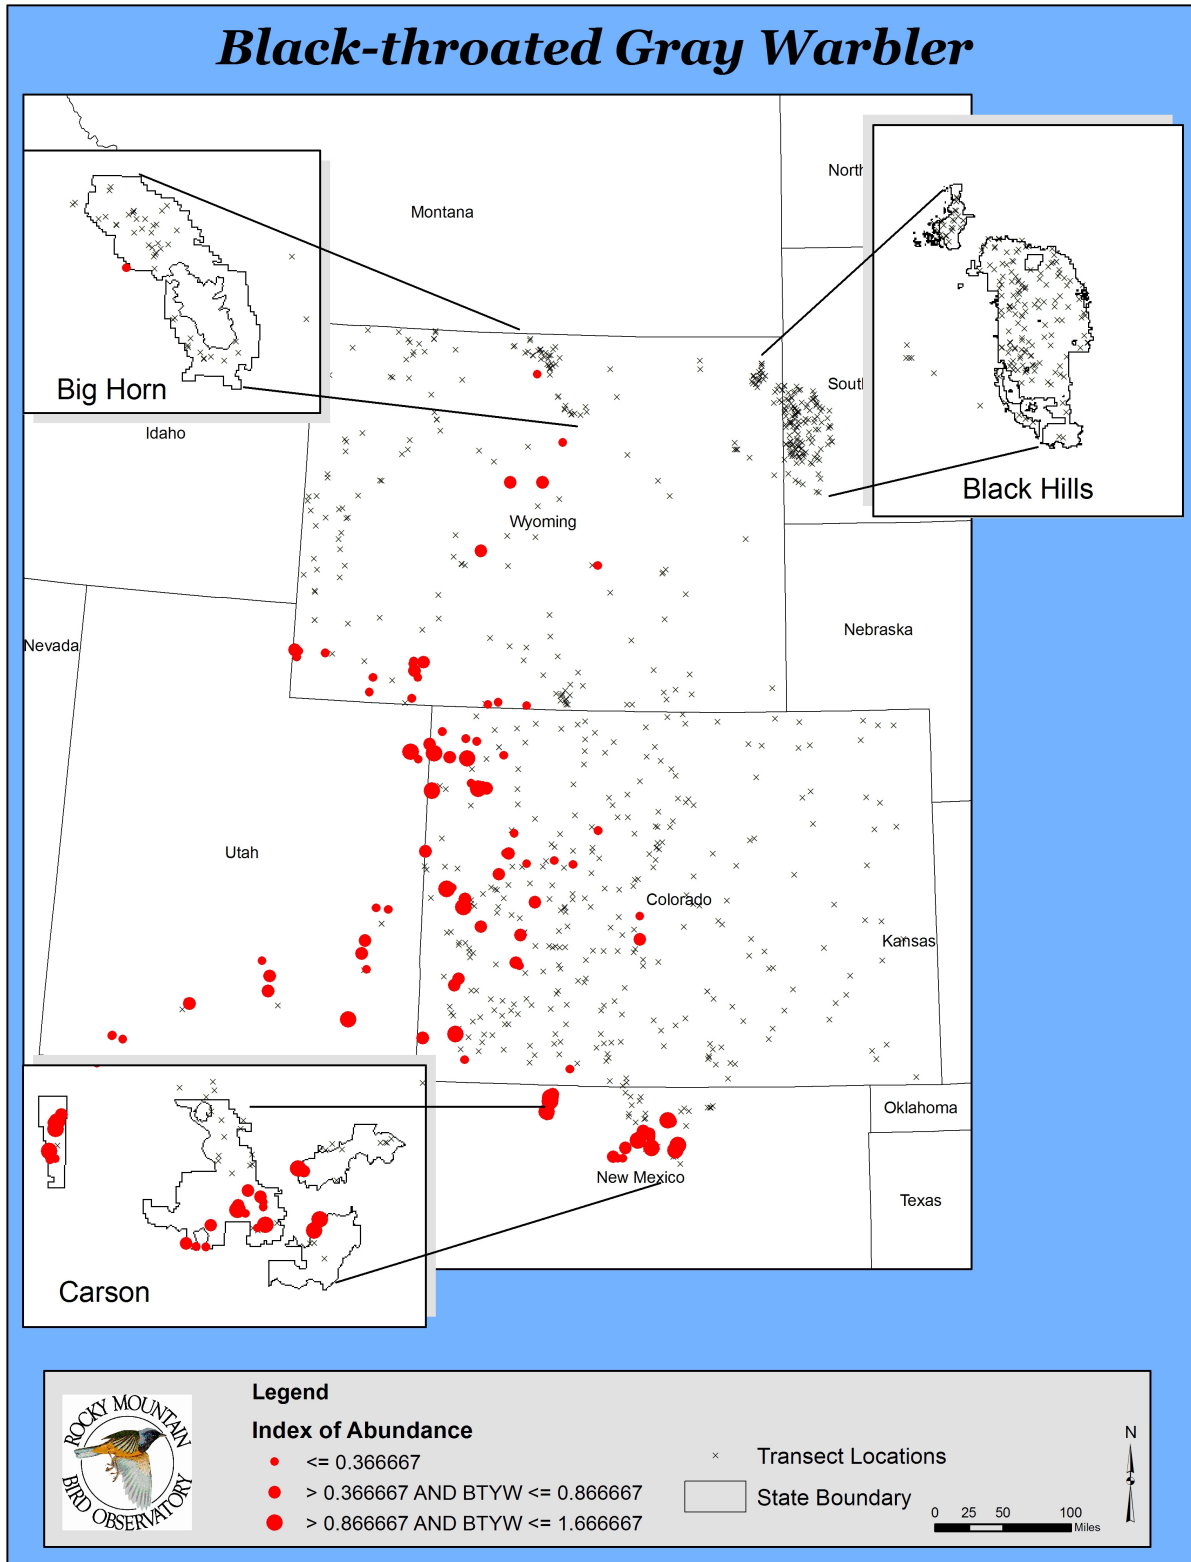 Black-throated Gray Warbler
Montana
North
Big Horn
Idaho
South
Black Hills
Wyoming
Nevada
Nebraska
Utah
Colorado
Kansas
Oklahoma
New Mexico
Texas
Carson
ROCKY MOUNTAIN
BIRD OBSERVATORY
Legend
Index of Abundance
<= 0.366667
> 0.366667 AND BTYW <= 0.866667
> 0.866667 AND BTYW <= 1.666667
Transect Locations
State Boundary
N
0 25 50 100
Miles